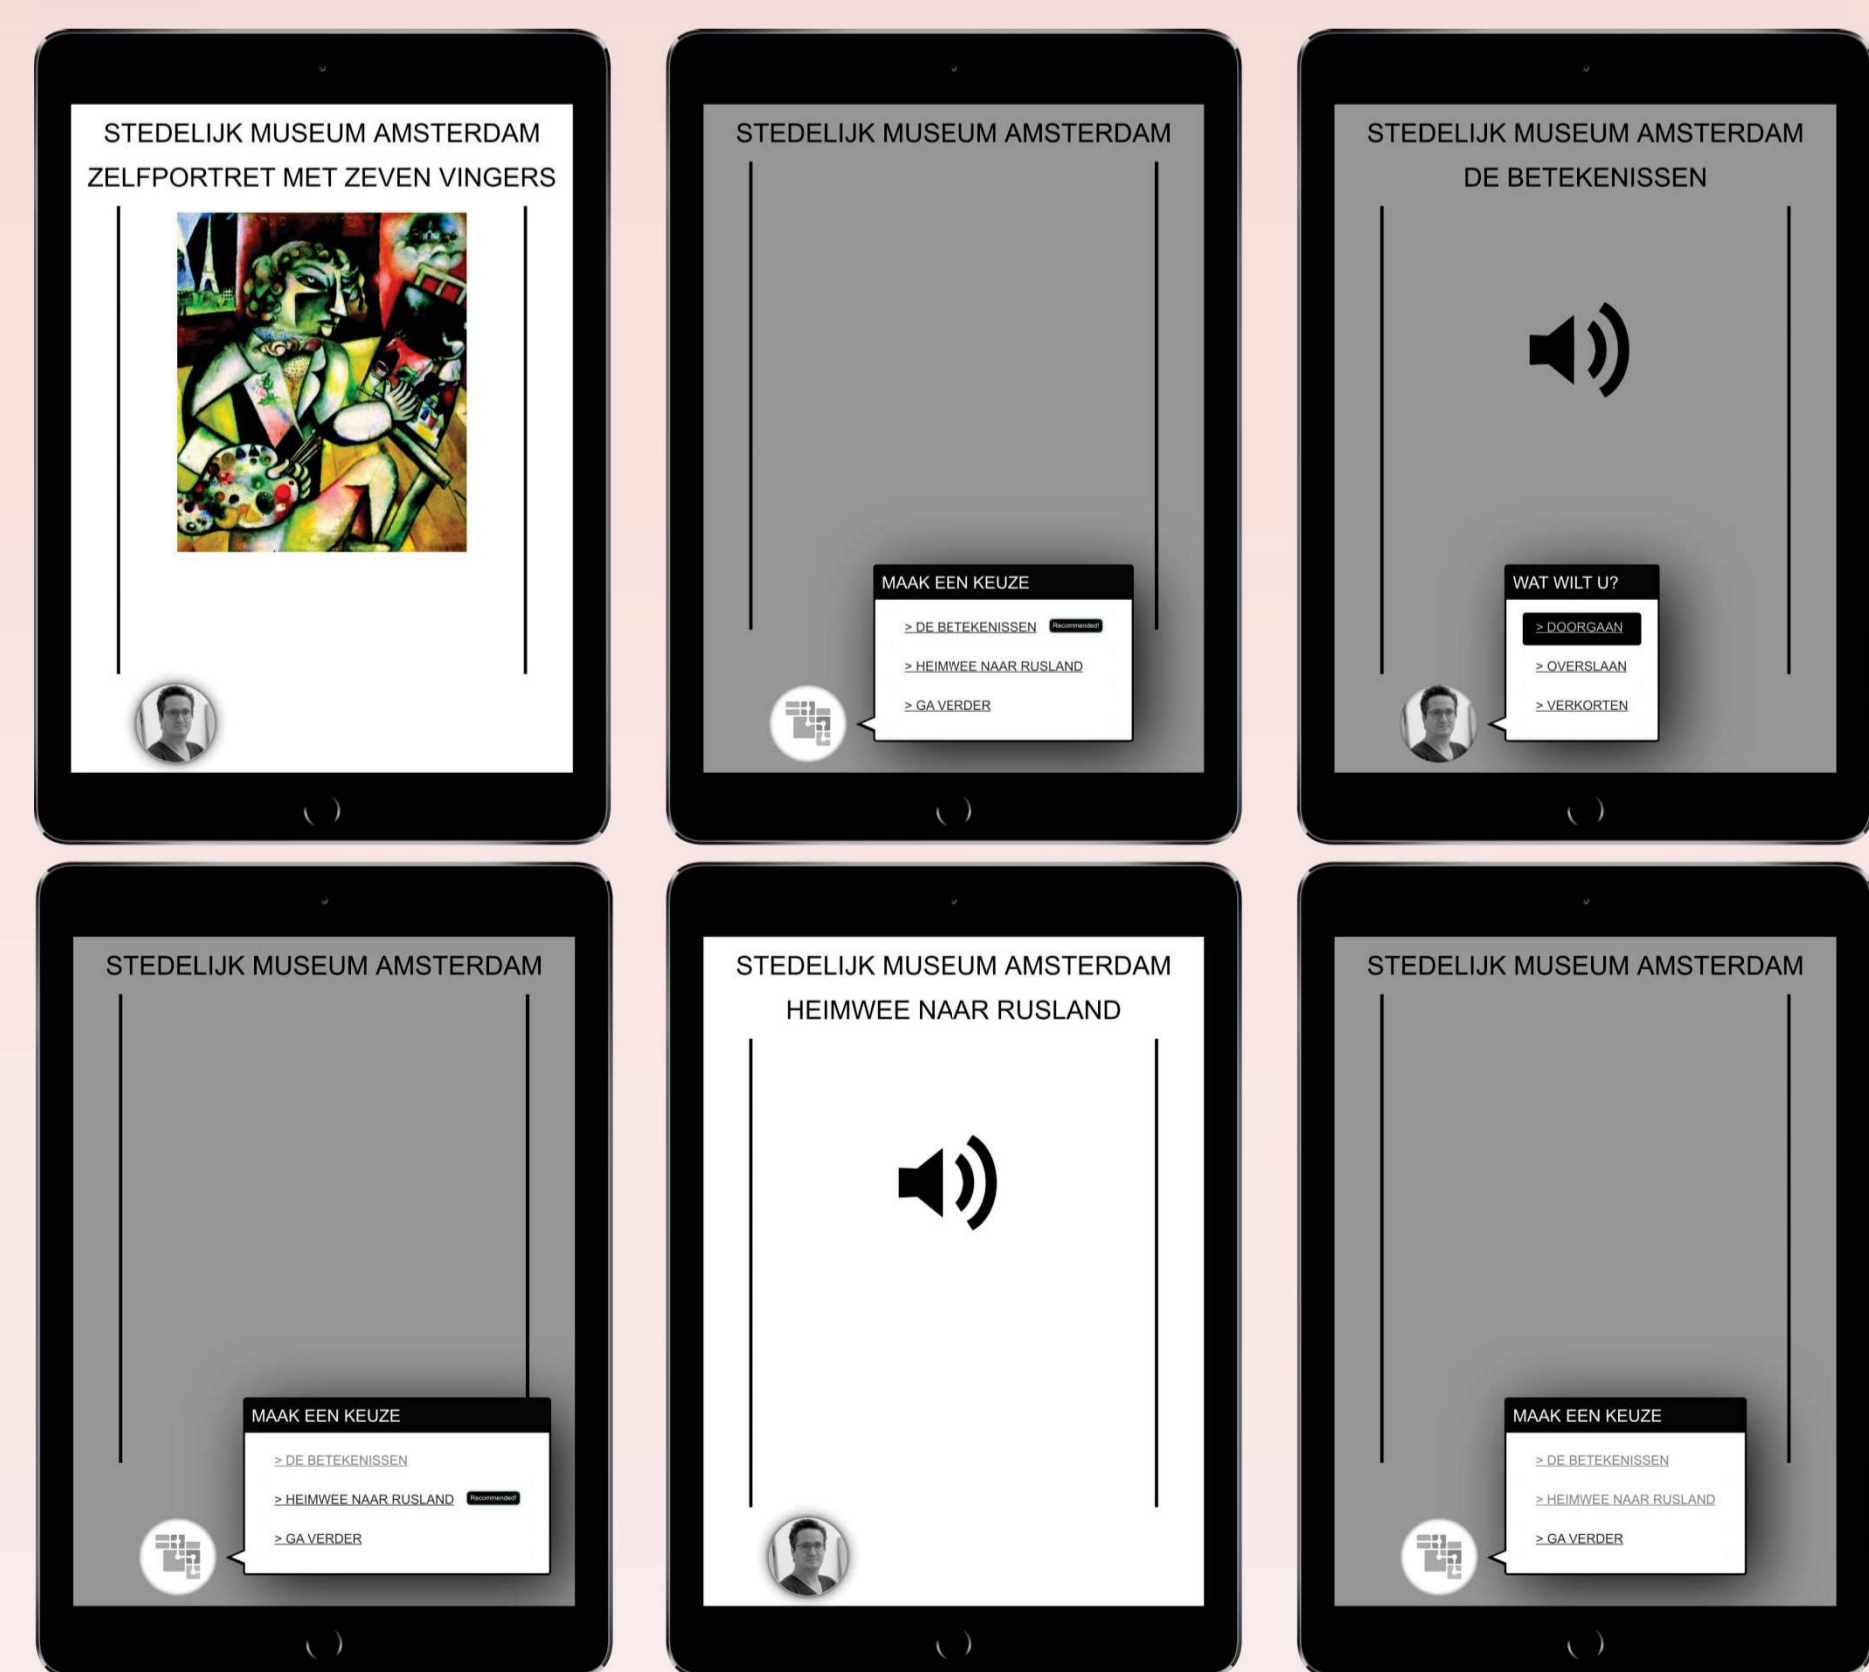 STEDELIJK MUSEUM AMSTERDAM
ZELFPORTRET MET ZEVEN VINGERS
STEDELIJK MUSEUM AMSTERDAM
MAAK EEN KEUZE
> DE BETEKENISSEN Recommended!
> HEIMWEE NAAR RUSLAND
> GA VERDER
STEDELIJK MUSEUM AMSTERDAM
DE BETEKENISSEN
WAT WILT U?
> DOORGAAN
> OVERSLAAN
> VERKORTEN
STEDELIJK MUSEUM AMSTERDAM
MAAK EEN KEUZE
> DE BETEKENISSEN
> HEIMWEE NAAR RUSLAND Recommended!
> GA VERDER
STEDELIJK MUSEUM AMSTERDAM
HEIMWEE NAAR RUSLAND
STEDELIJK MUSEUM AMSTERDAM
MAAK EEN KEUZE
> DE BETEKENISSEN
> HEIMWEE NAAR RUSLAND
> GA VERDER